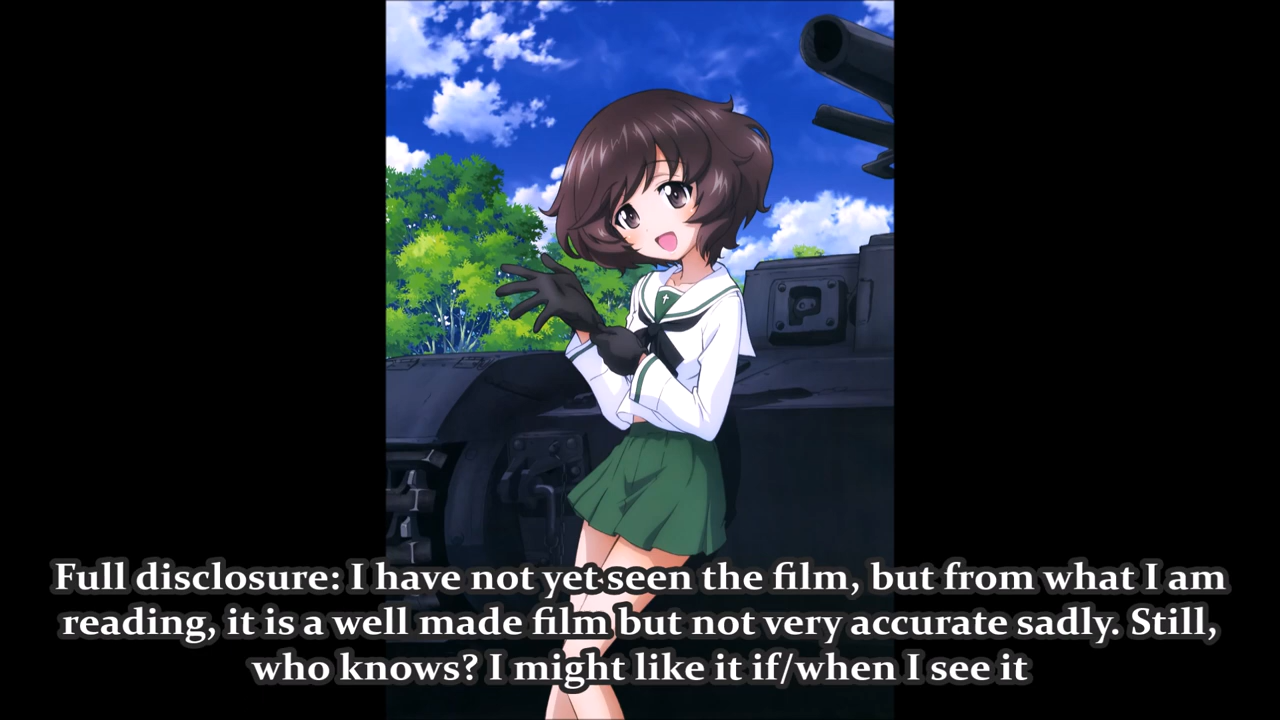 Full disclosure: I have not yet seen the film, but from what I am
reading, it is a well made film but not very accurate sadly. Still,
who knows? I might like it if/when I see it